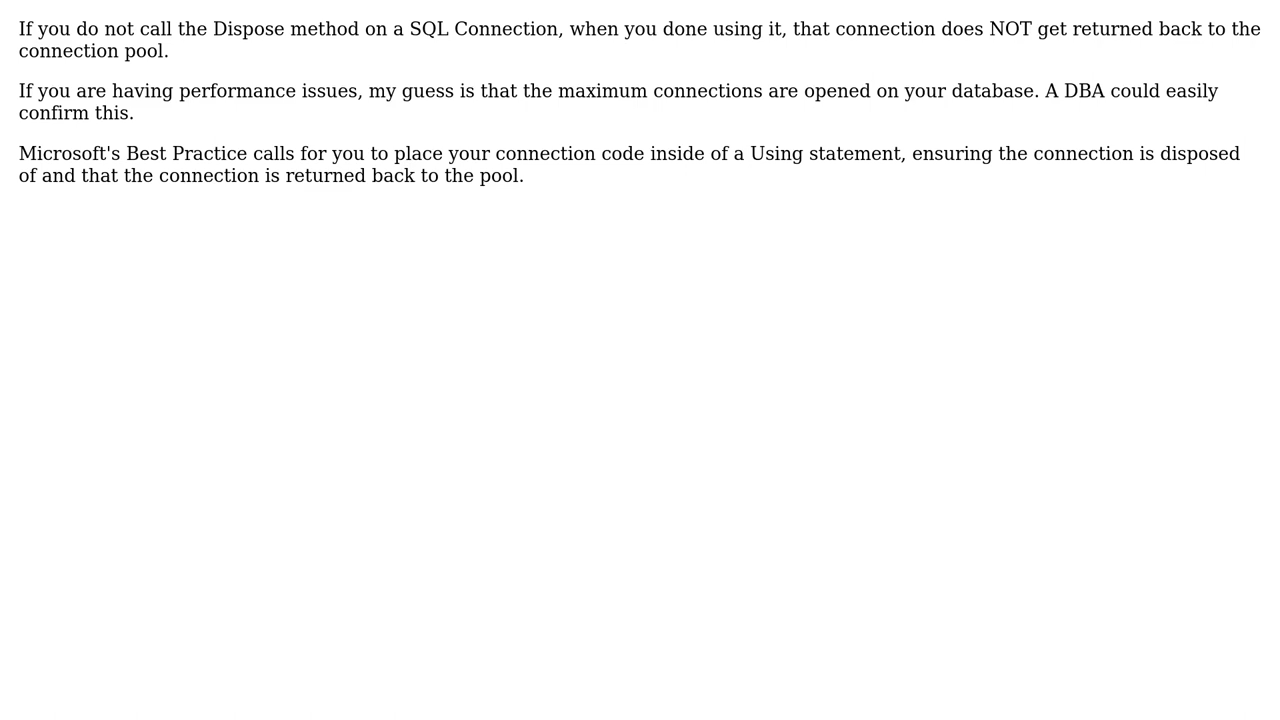 If you do not call the Dispose method on a SQL Connection, when you done using it, that connection does NOT get returned back to the
connection pool.
If you are having performance issues, my guess is that the maximum connections are opened on your database. A DBA could easily
confirm this.
Microsoft's Best Practice calls for you to place your connection code inside of a Using statement, ensuring the connection is disposed
of and that the connection is returned back to the pool.